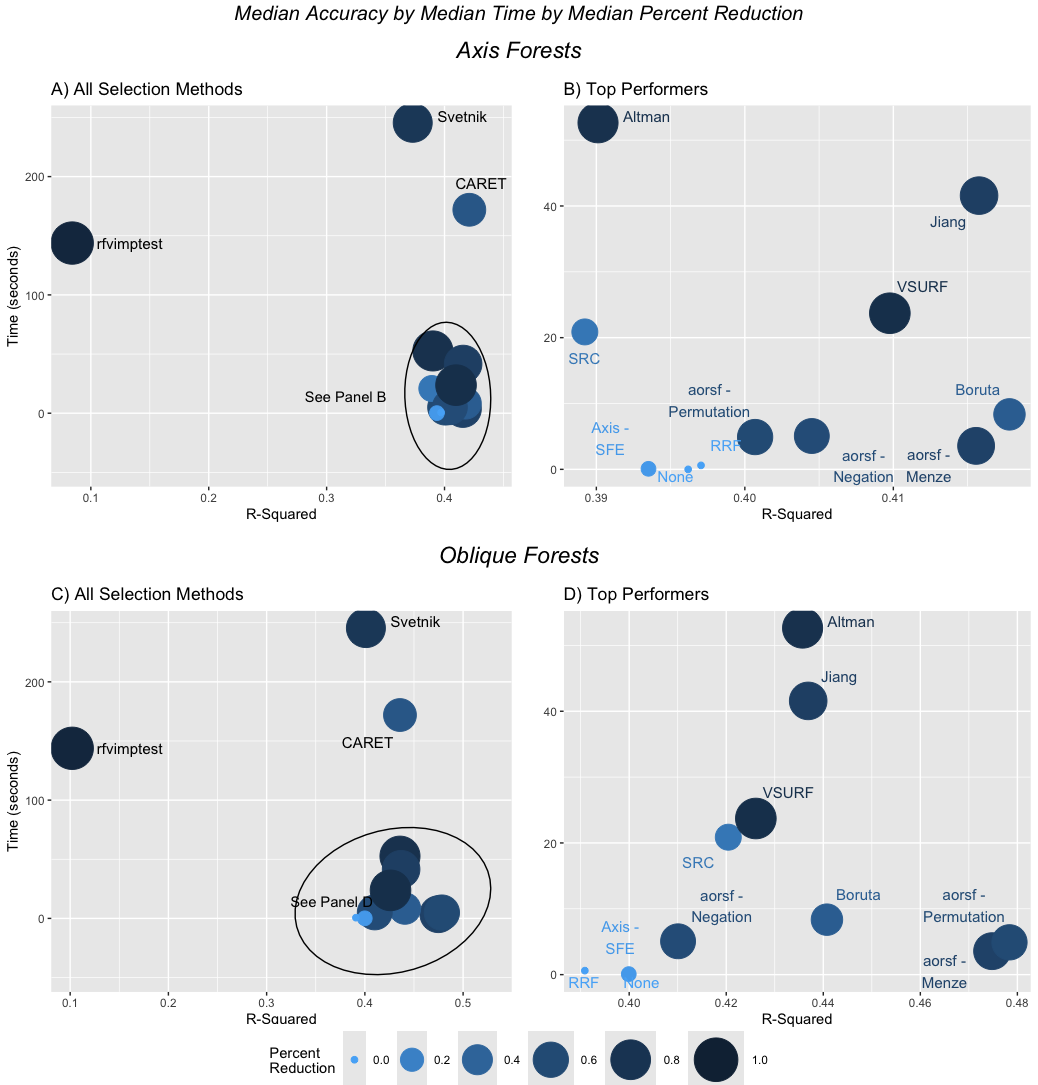 Median Accuracy by Median Time by Median Percent Reduction
Axis Forests
A) All Selection Methods
Time (seconds)
200
100
0
Svetnik
CARET
rfvimptest
See Panel B
0.1
0.2
0.3
0.4
R-Squared
B) Top Performers
40
20
0
Altman
Jiang
VSURF
SRC
aorsf -
Permutation
Boruta
Axis -
SFE
RRF
None
aorsf -
Negation
aorsf -
Menze
0.39
0.40
0.41
R-Squared
Oblique Forests
C) All Selection Methods
Time (seconds)
200
100
0
Svetnik
CARET
rfvimptest
See Panel D
0.1
0.2
0.3
0.4
0.5
R-Squared
D) Top Performers
40
20
0
Altman
Jiang
VSURF
SRC
aorsf -
Negation
Boruta
aorsf -
Permutation
Axis -
SFE
aorsf -
Menze
RRF
None
0.40
0.42
0.44
0.46
0.48
R-Squared
Percent
Reduction
0.0
0.2
0.4
0.6
0.8
1.0